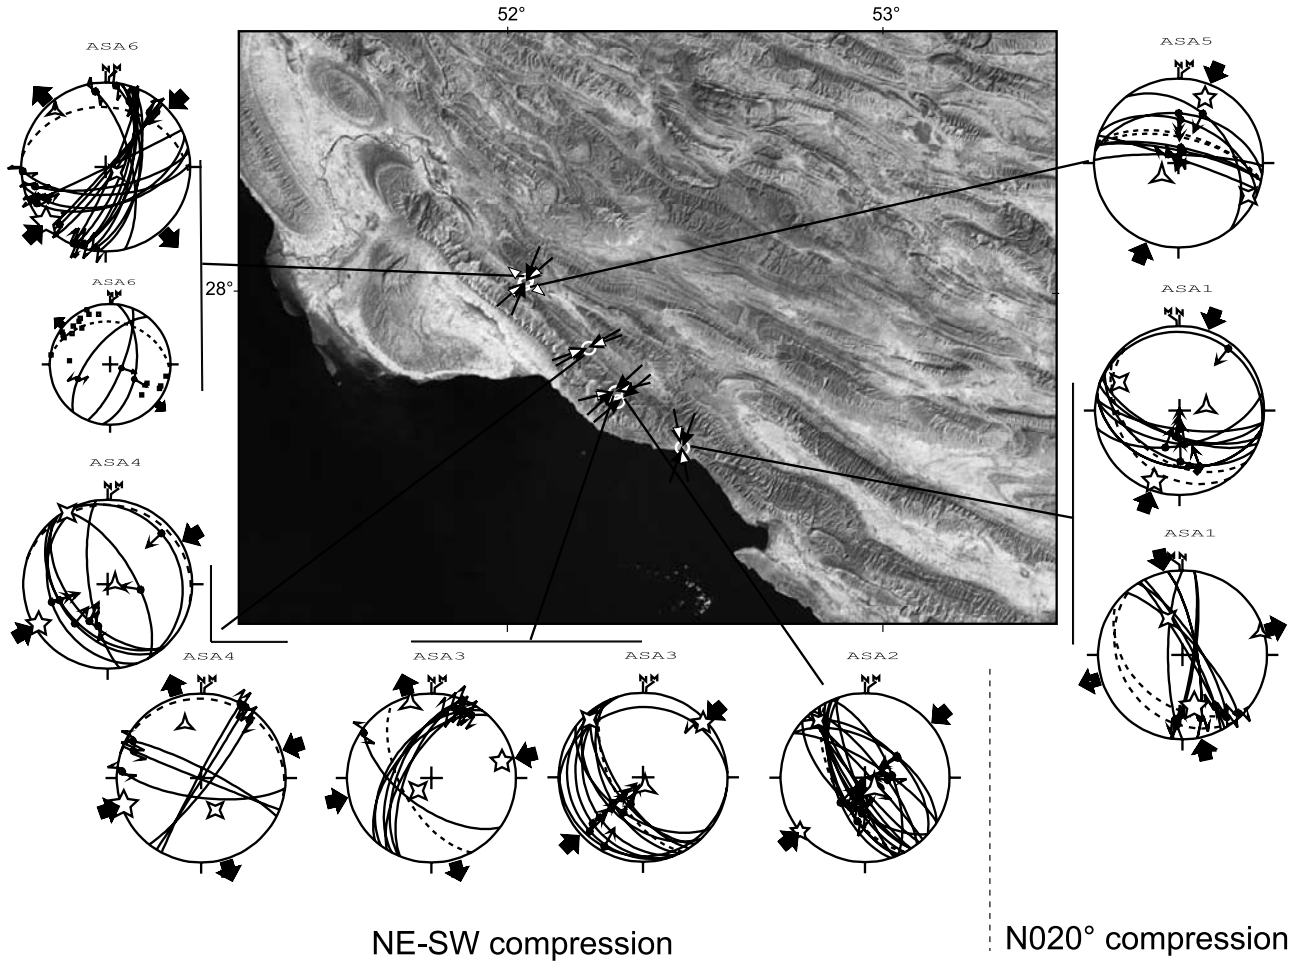 52°
53°
ASA6
ASA5
N M
N M
ASA6
N M
28°
ASA1
N M
ASA4
N M
ASA1
N M
ASA4
ASA3
ASA3
ASA2
N M
N M
N M
N M
NE-SW compression
N020° compression